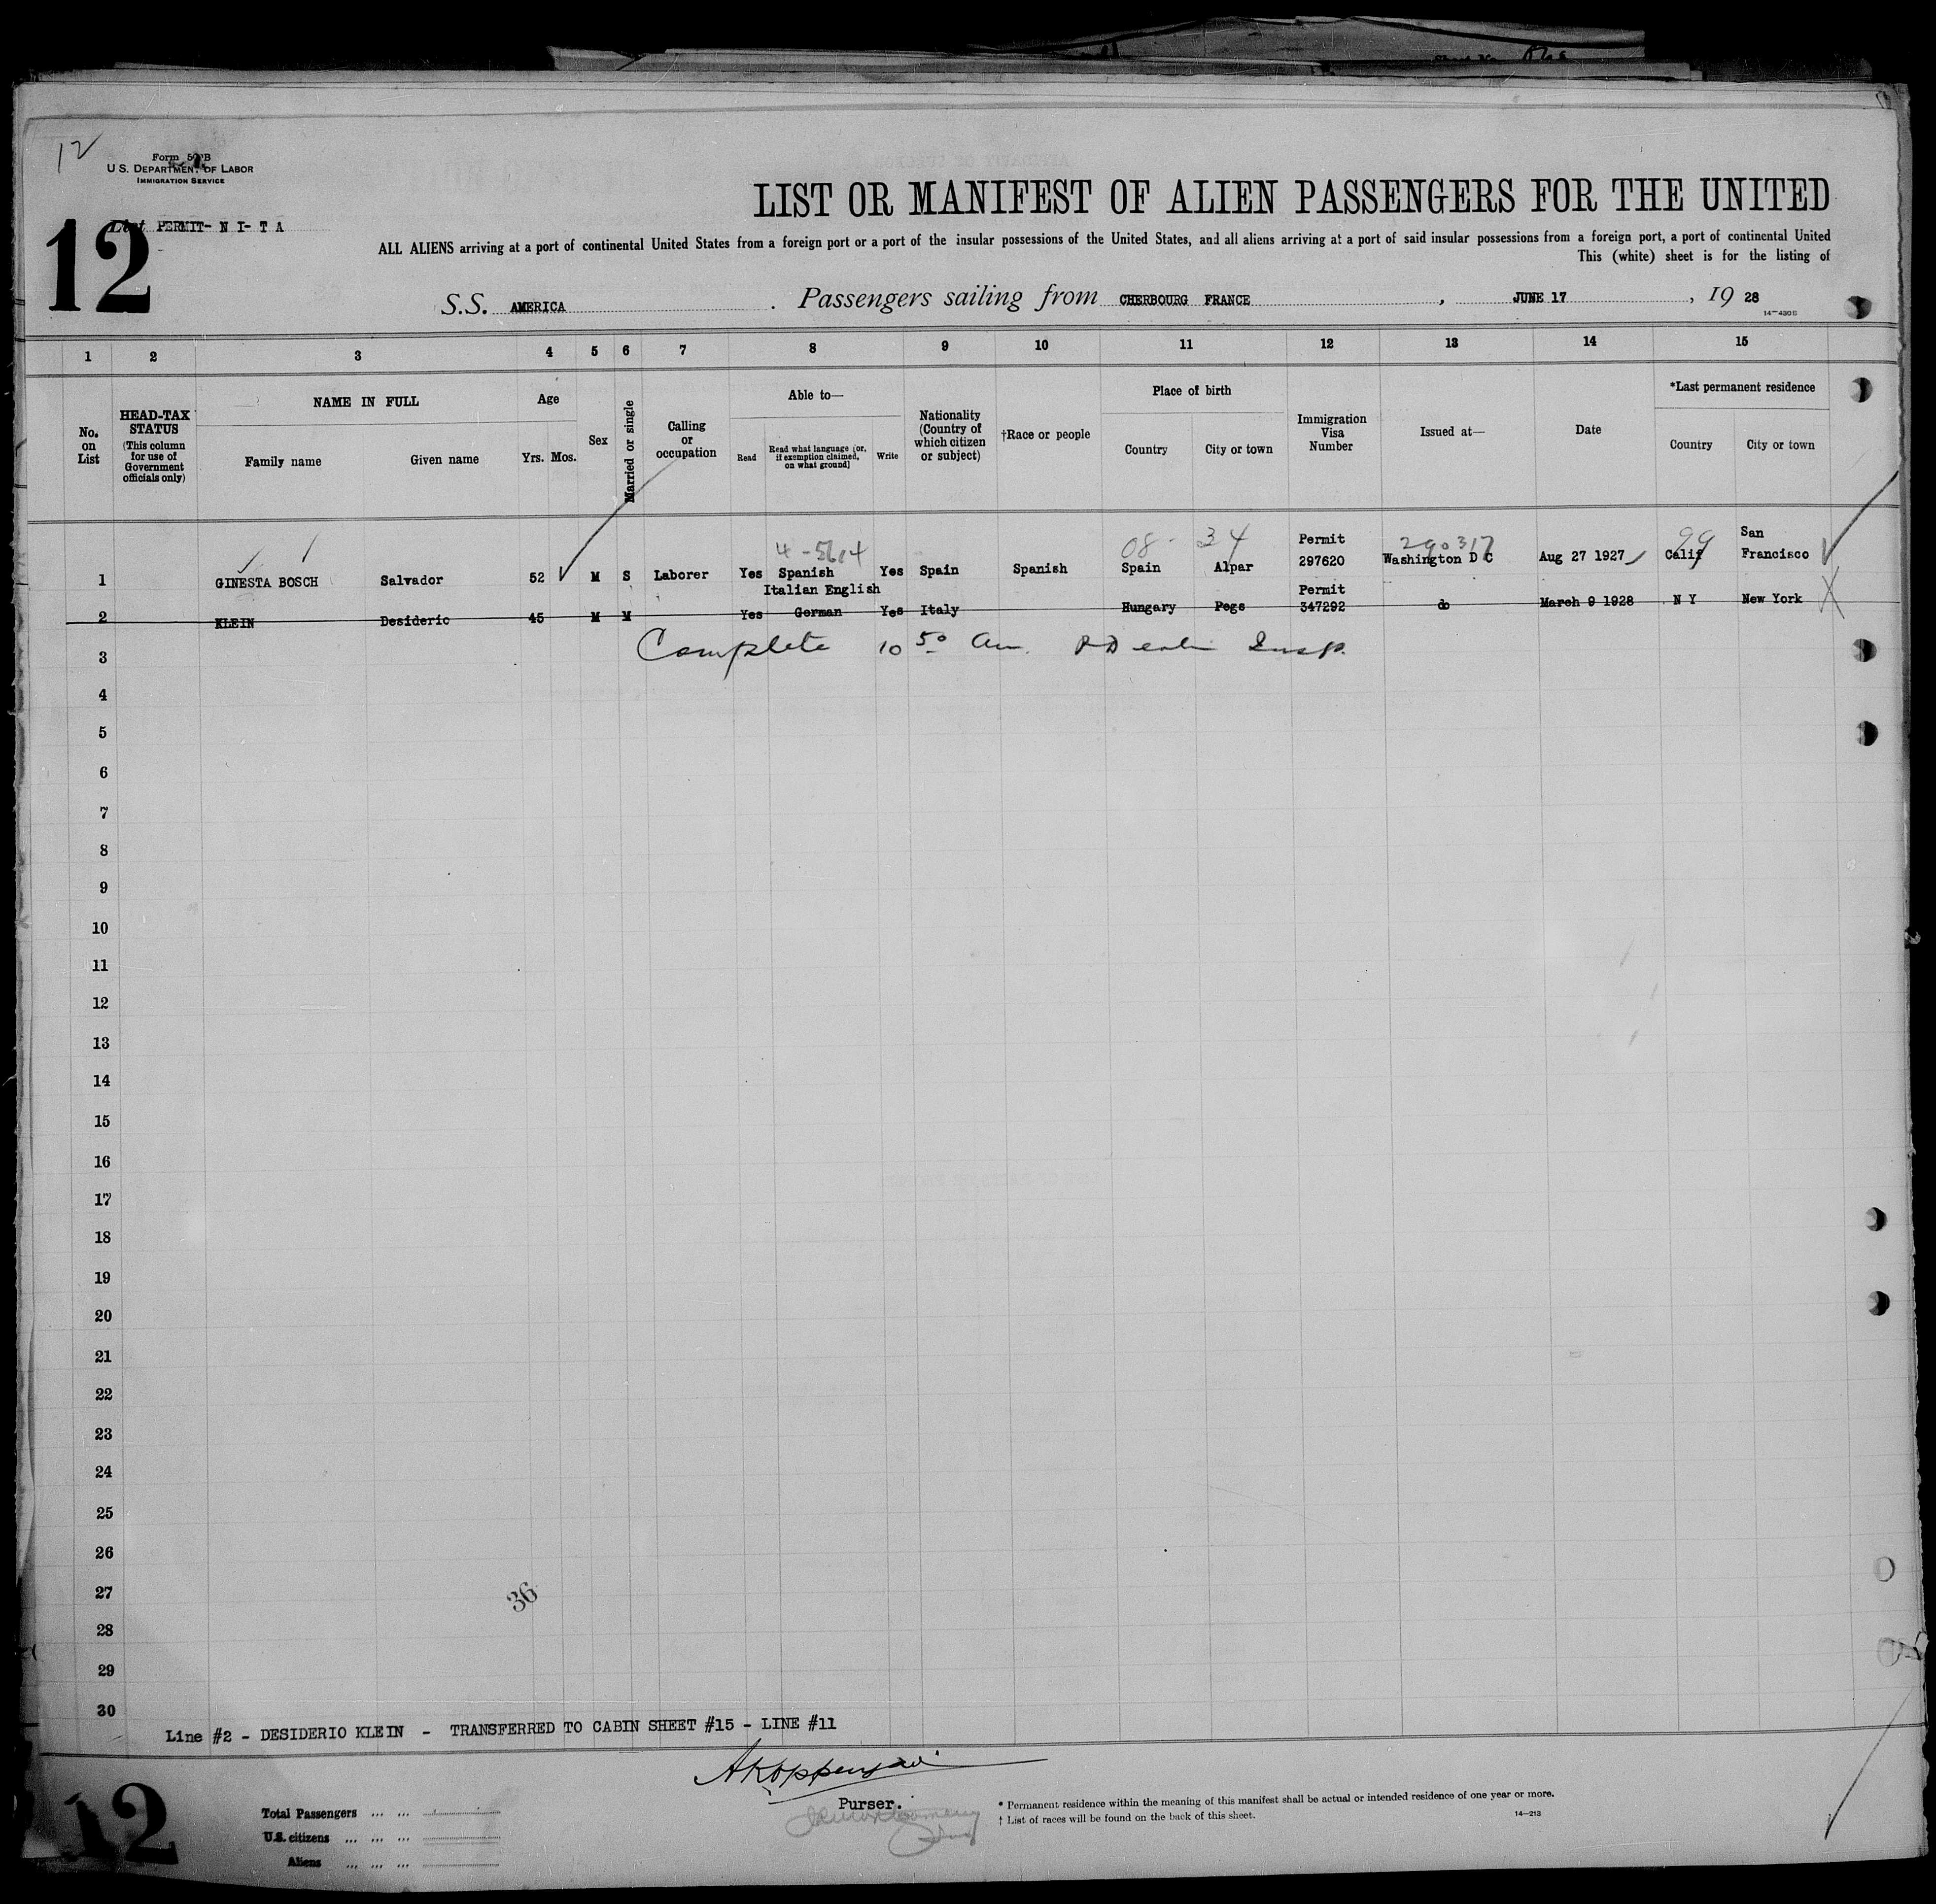 12
Form 500 B
U. S. DEPARTMENT OF LABOR
IMMIGRATION SERVICE
List PERMIT- N I- T A
12
LIST OR MANIFEST OF ALIEN PASSENGERS FOR THE UNITED
ALL ALIENS arriving at a port of continental United States from a foreign port or a port of the insular possessions of the United States, and all aliens arriving at a port of said insular possessions from a foreign port, a port of continental United
This (white) sheet is for the listing of
S.S. AMERICA . Passengers sailing from CHERBOURG FRANCE , JUNE 17 , 19 28
14—430B
1 2 3 4 5 6 7 8 9 10 11 12 13 14 15
No. on List
HEAD-TAX STATUS (This column for use of Government officials only)
NAME IN FULL
Family name Given name
Age
Yrs. Mos.
Sex
Married or single
Calling or occupation
Able to—
Read Read what language [or, if exemption claimed, on what ground] Write
Nationality (Country of which citizen or subject)
†Race or people
Place of birth
Country City or town
Immigration Visa Number
Issued at—
Date
*Last permanent residence
Country City or town
4-5614 08- 34 Permit 290317 99 San
1 GINESTA BOSCH Salvador 52 M S Laborer Yes Spanish Yes Spain Spanish Spain Alpar 297620 Washington D C Aug 27 1927 Calif Francisco
Italian English Permit
2 KLEIN Desiderio 45 M M Yes German Yes Italy Hungary Pegs 347292 do March 9 1928 N Y New York
Complete 10 50 am Insp.
3
4
5
6
7
8
9
10
11
12
13
14
15
16
17
18
19
20
21
22
23
24
25
26
27
36
28
29
30
Line #2 - DESIDERIO KLEIN - TRANSFERRED TO CABIN SHEET #15 - LINE #11
Purser.
12
Total Passengers ... ...
U.S. citizens ... ... ...
Aliens ... ... ...
* Permanent residence within the meaning of this manifest shall be actual or intended residence of one year or more.
† List of races will be found on the back of this sheet.
14—213